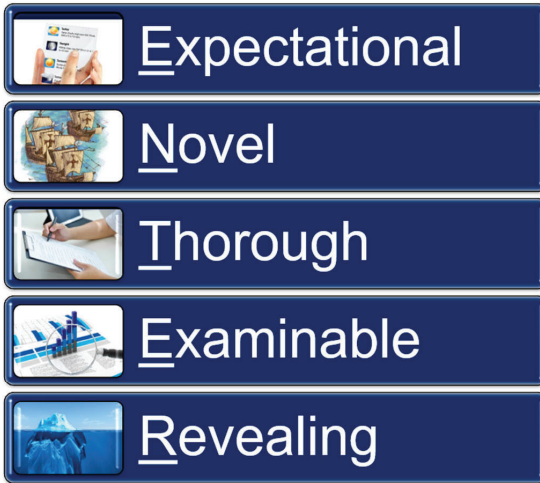 Expectational
Novel
Thorough
Examinable
Revealing